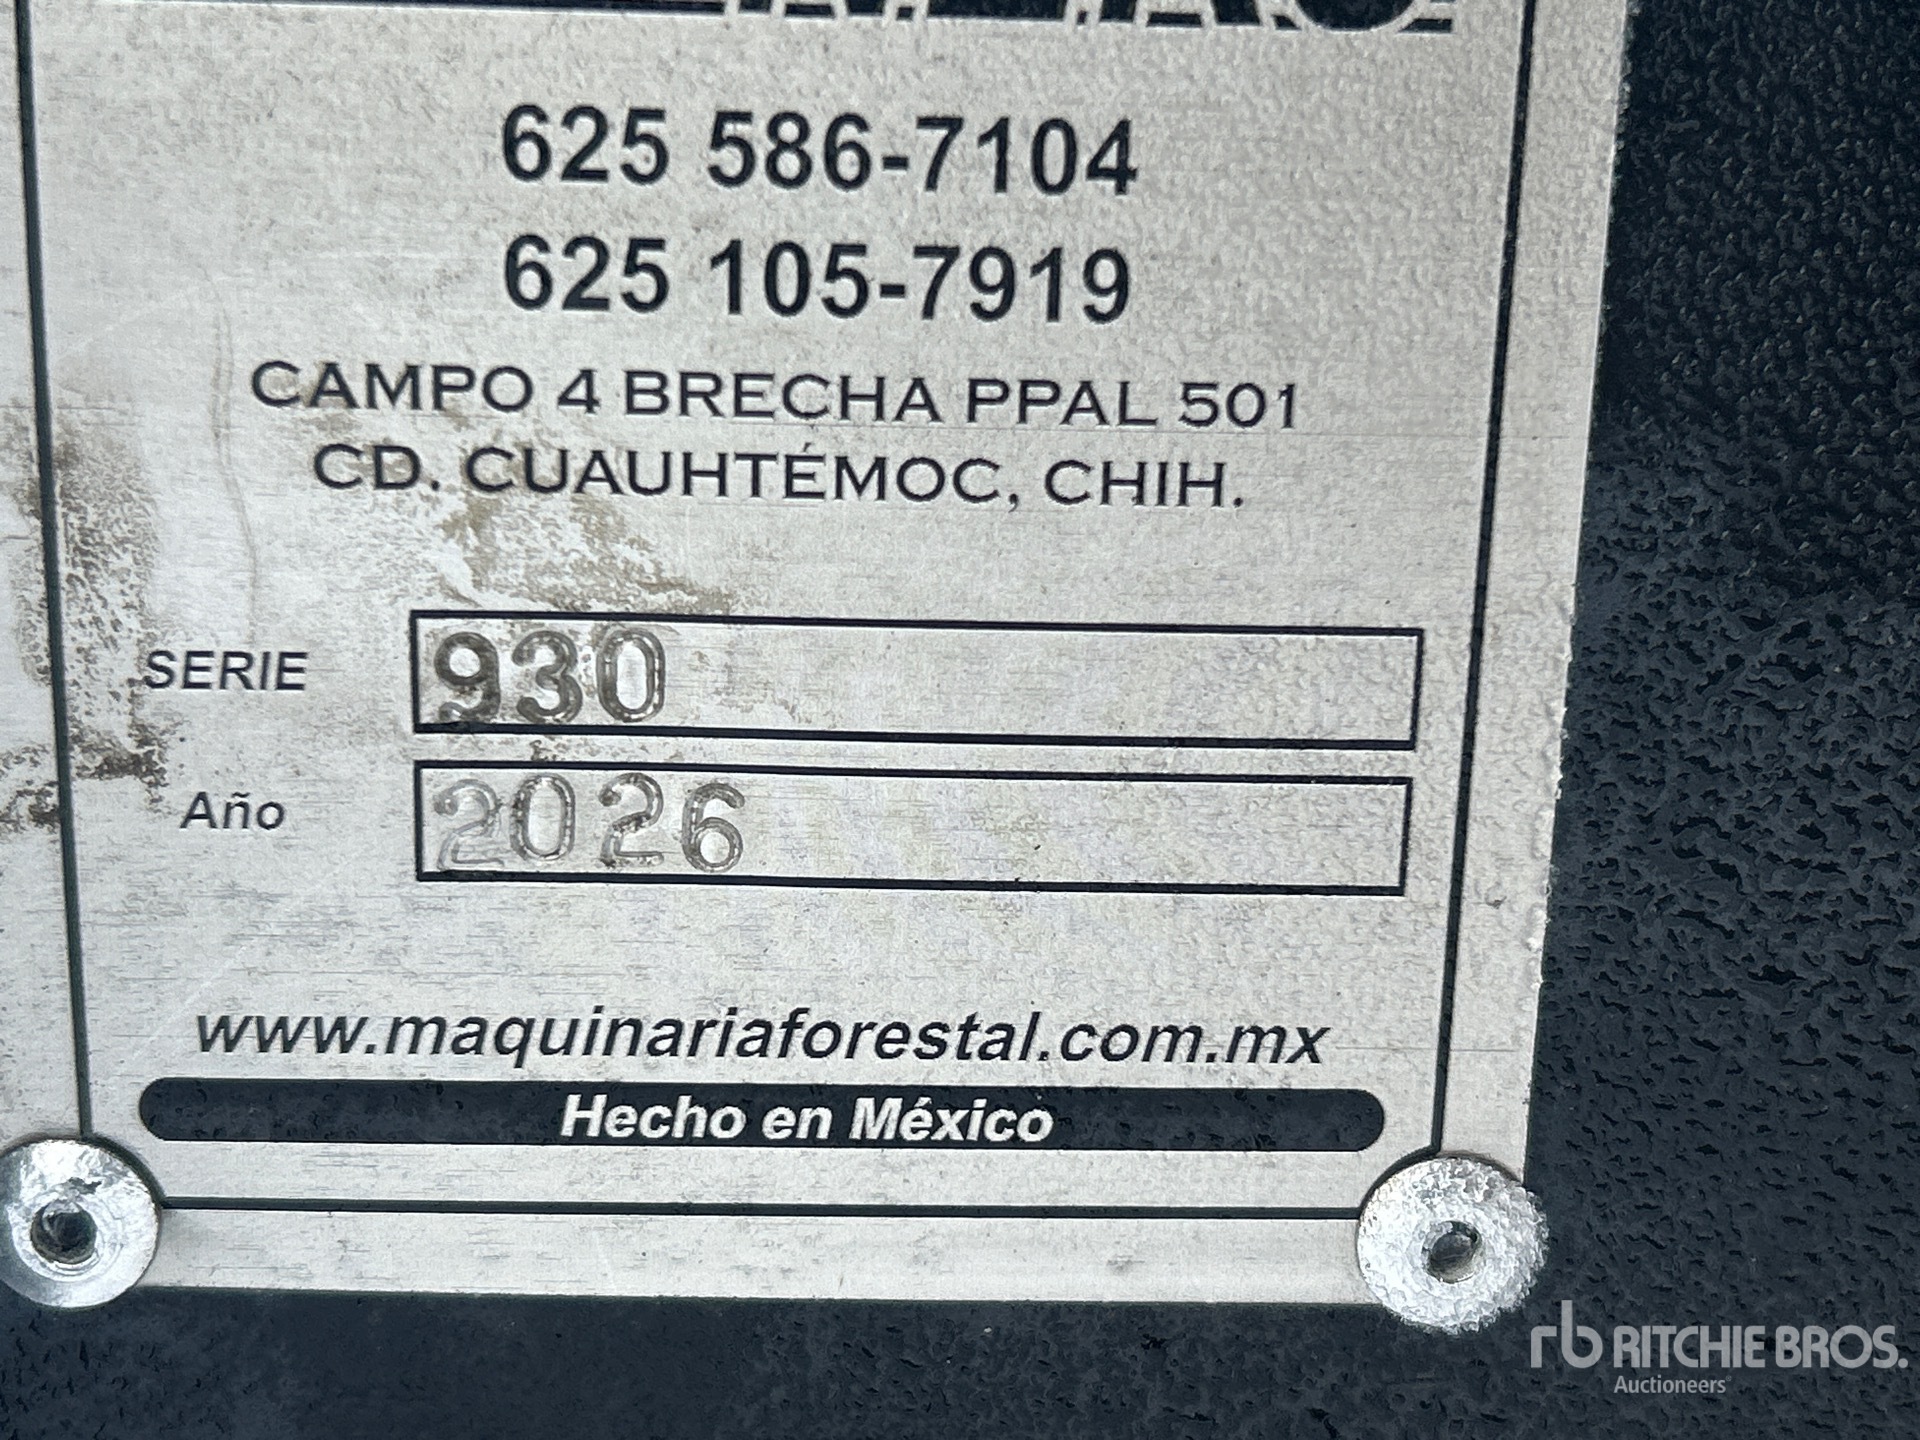 625 586-7104
625 105-7919
CAMPO 4 BRECHA PPAL 501
CD. CUAUHTÉMOC, CHIH.
SERIE 930
Año 2026
www.maquinariaforestal.com.mx
Hecho en México
rb RITCHIE BROS.
Auctioneers